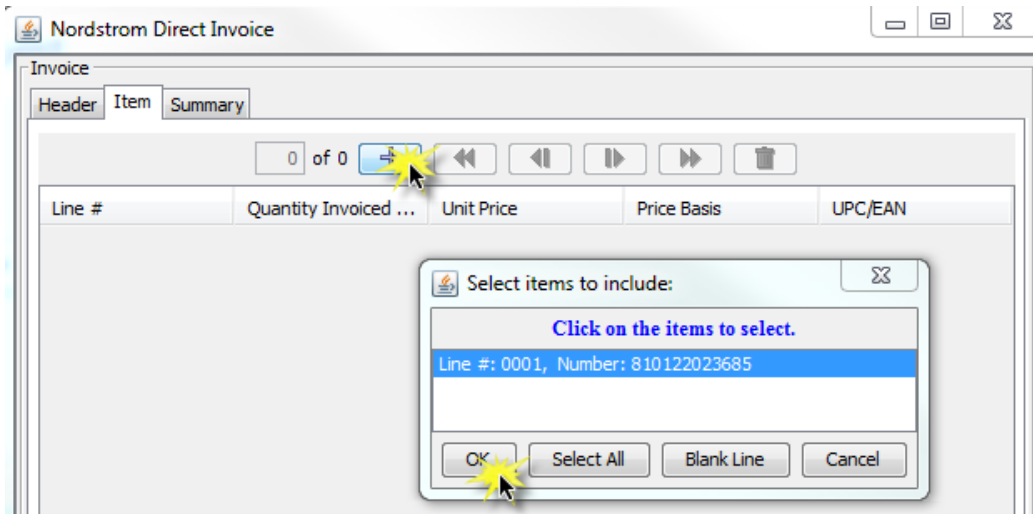 Nordstrom Direct Invoice
Invoice
Header Item Summary
0 of 0
Line # Quantity Invoiced ... Unit Price Price Basis UPC/EAN
Select items to include:
Click on the items to select.
Line #: 0001, Number: 810122023685
OK Select All Blank Line Cancel